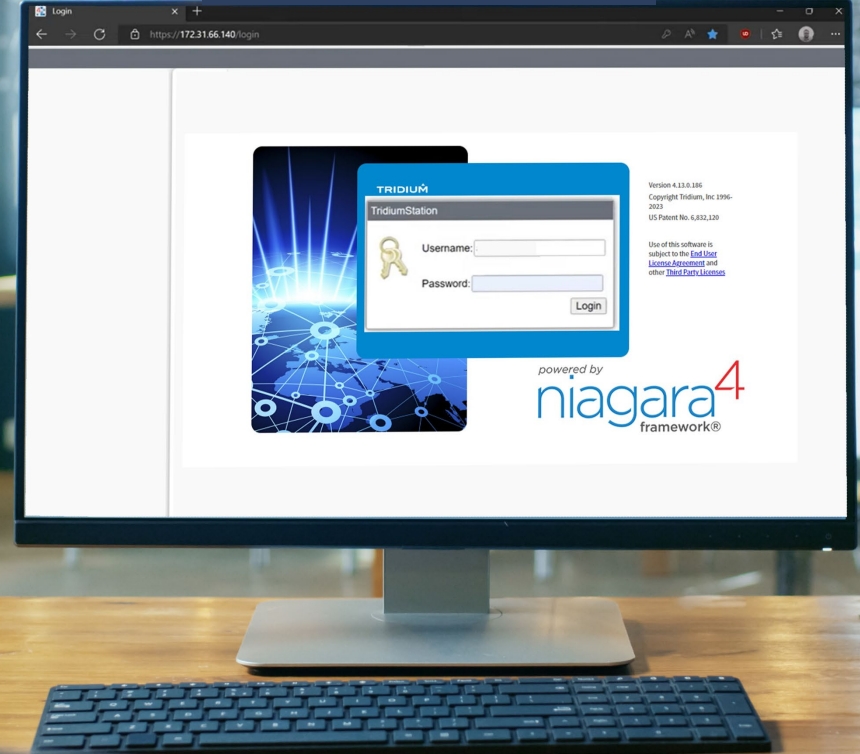 Login
https://172.31.66.140/login
TRIDIUM
TridiumStation
Username:
Password:
Login
Version 4.13.0.186
Copyright Tridium, Inc 1996-
2023
US Patent No. 6,832,120
Use of this software is
subject to the End User
License Agreement and
other Third Party Licenses
powered by
niagara4
framework®